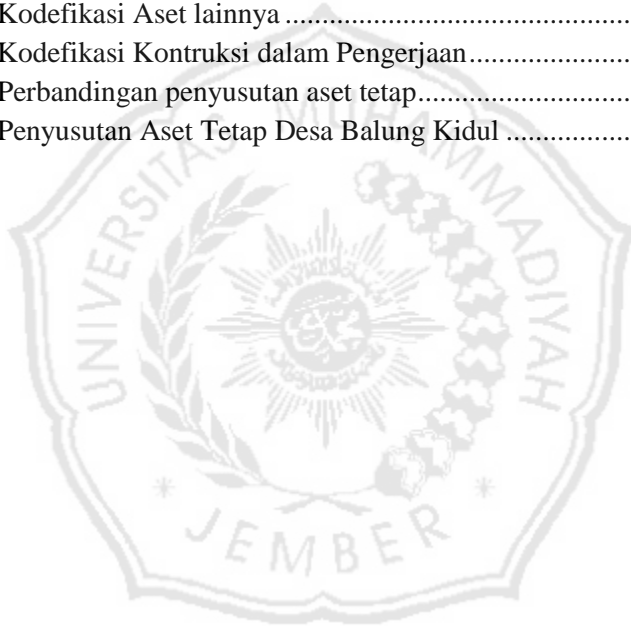 Kodefikasi Aset lainnya ........................................
Kodefikasi Kontruksi dalam Pengerjaan......................
Perbandingan penyusutan aset tetap.............................
Penyusutan Aset Tetap Desa Balung Kidul .................
UNIVERSITAS MUHAMMADIYAH
* JEMBER *